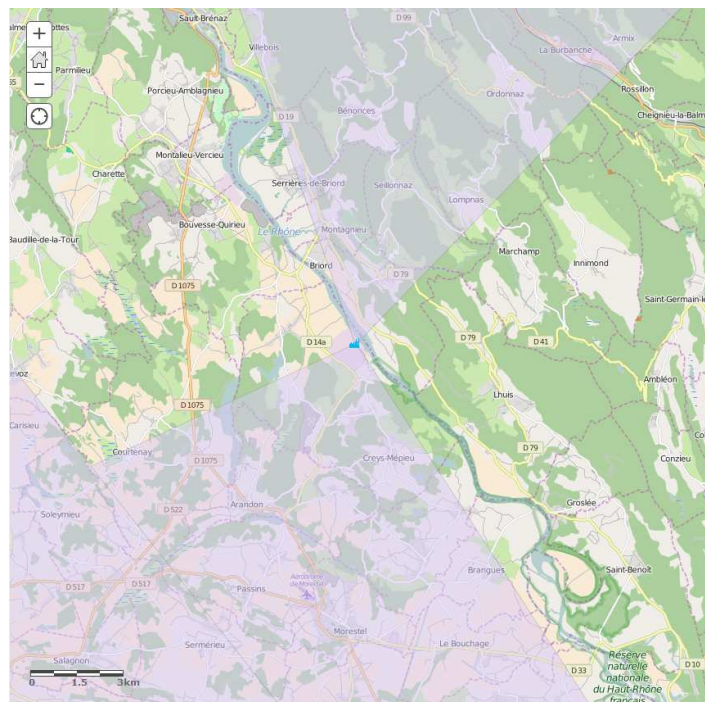 Sault-Brénaz
D 99
Armix
Villebois
La Burbanche
Parmilieu
Rossillon
Porcieu-Amblagnieu
Ordonnaz
Bénonces
D 19
Cheignieu-la-Balm
Montalieu-Vercieu
Charette
Serrières-de-Briord
Seillonnaz
Lompnas
Bouvesse-Quirieu
Le Rhône
Montagnieu
Baudille-de-la-Tour
Marchamp
Innimond
Briord
D 79
D 1075
Saint-Germain-le
D 14a
D 79
D 41
evoz
Ambléon
Lhuis
D 1075
Carisieu
Courtenay
D 79
Creys-Mépieu
Conzieu
D 1075
Groslée
Arandon
D 522
Soleymieu
Brangues
Saint-Benoît
D 517
D 517
Passins
Aérodrome
de Morestel
Morestel
Sermérieu
Le Bouchage
Salagnon
D 33
D 10
Réserve
naturelle
nationale
du Haut-Rhône
français
0 1.5 3km